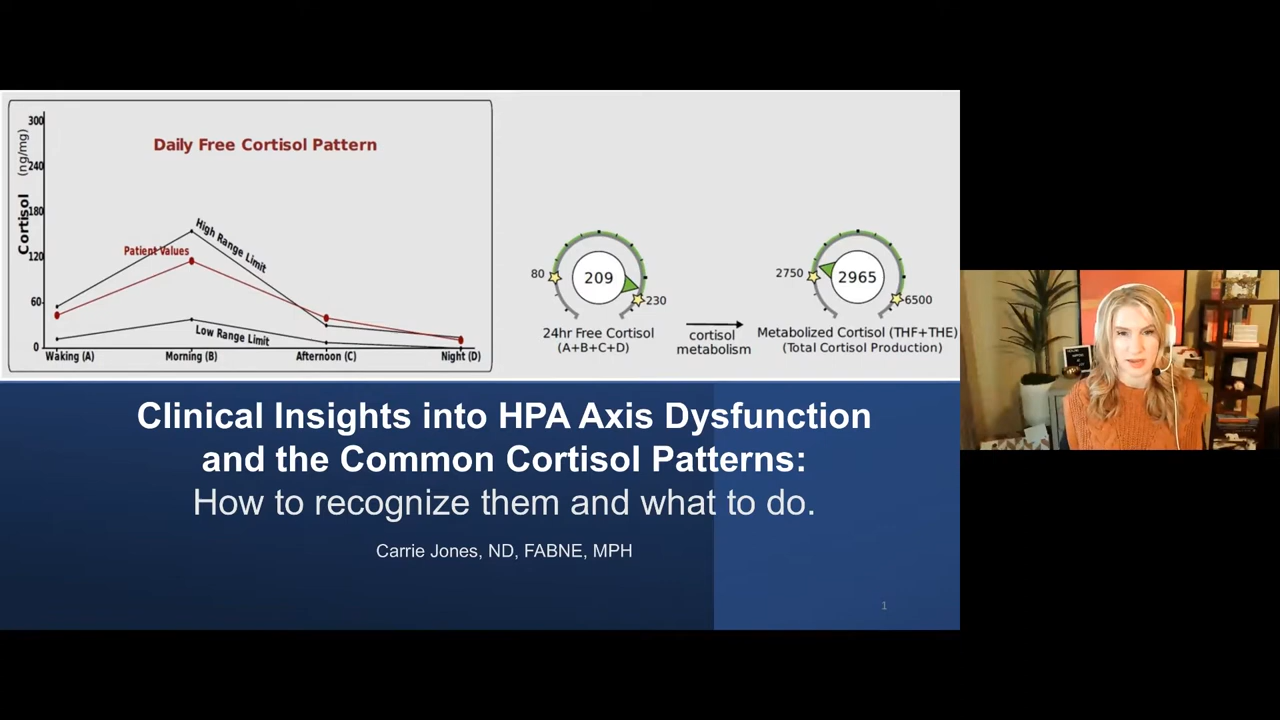 300
240
180
120
60
0
Cortisol (ng/mg)
Daily Free Cortisol Pattern
High Range Limit
Patient Values
Low Range Limit
Waking (A) Morning (B) Afternoon (C) Night (D)
80
209
230
24hr Free Cortisol
(A+B+C+D)
cortisol
metabolism
2750
2965
6500
Metabolized Cortisol (THF+THE)
(Total Cortisol Production)
Clinical Insights into HPA Axis Dysfunction
and the Common Cortisol Patterns:
How to recognize them and what to do.
Carrie Jones, ND, FABNE, MPH
1